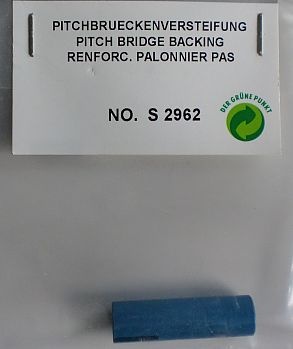 PITCHBRUECKENVERSTEIFUNG
PITCH BRIDGE BACKING
RENFORC. PALONNIER PAS
NO. S 2962
DER GRÜNE PUNKT